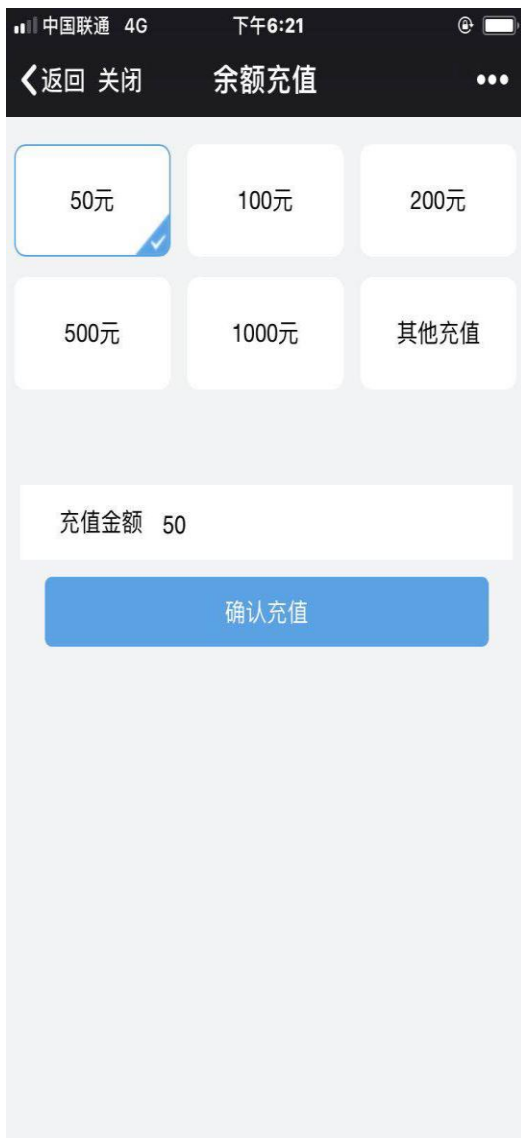 中国联通 4G 下午6:21
返回 关闭 余额充值
50元 100元 200元
500元 1000元 其他充值
充值金额 50
确认充值